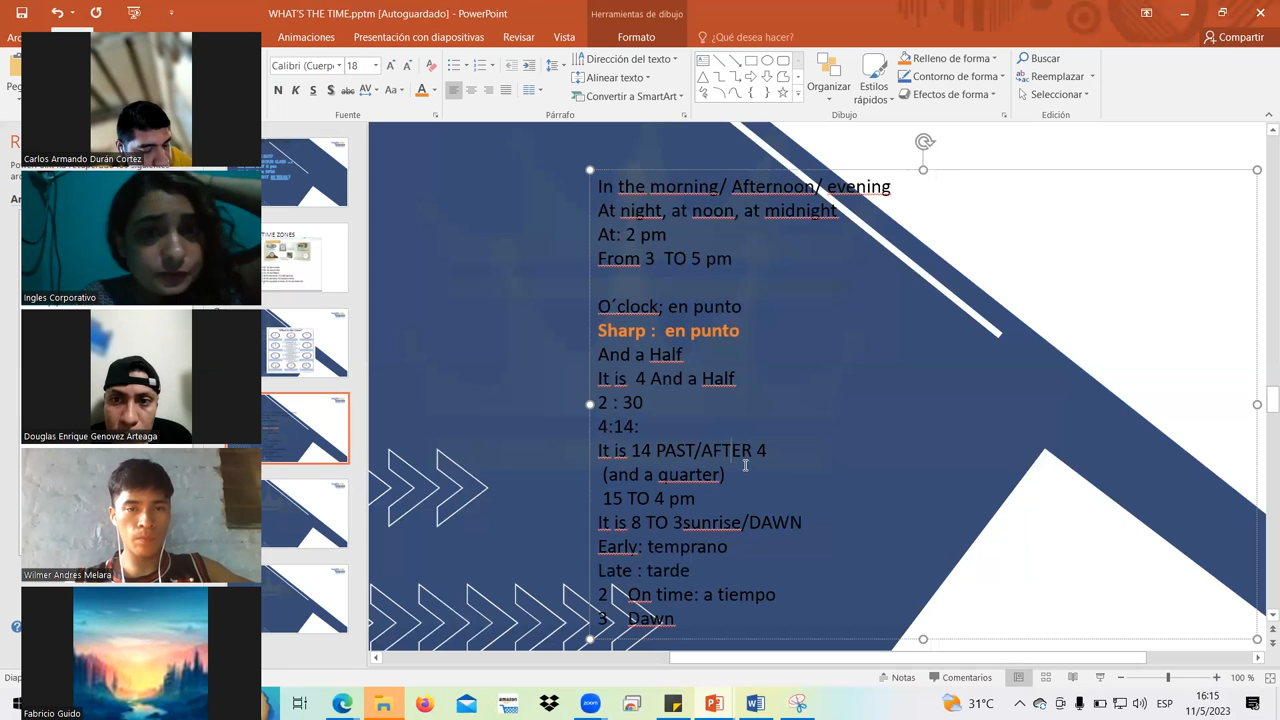 WHAT'S THE TIME.pptx [Autoguardado] - PowerPoint
Herramientas de dibujo
Animaciones
Presentación con diapositivas
Revisar
Vista
Formato
¿Qué desea hacer?
Compartir
Calibri (Cuerpo
18
Dirección del texto
Alinear texto
Convertir a SmartArt
Organizar
Estilos
rápidos
Relleno de forma
Contorno de forma
Efectos de forma
Buscar
Reemplazar
Seleccionar
Fuente
Párrafo
Dibujo
Edición
Carlos Armando Durán Cortez
Ingles Corporativo
Douglas Enrique Genovez Arteaga
Wilmer Andres Melara
Fabricio Guido
TIME ZONES
In the morning/ Afternoon/ evening
At night, at noon, at midnight
At: 2 pm
From 3 TO 5 pm
O´clock; en punto
Sharp : en punto
And a Half
It is 4 And a Half
2 : 30
4:14:
It is 14 PAST/AFTER 4
(and a quarter)
15 TO 4 pm
It is 8 TO 3sunrise/DAWN
Early: temprano
Late : tarde
2 On time: a tiempo
3 Dawn
Notas
Comentarios
100 %
amazon
zoom
31°C
ESP
16:15
11/5/2023